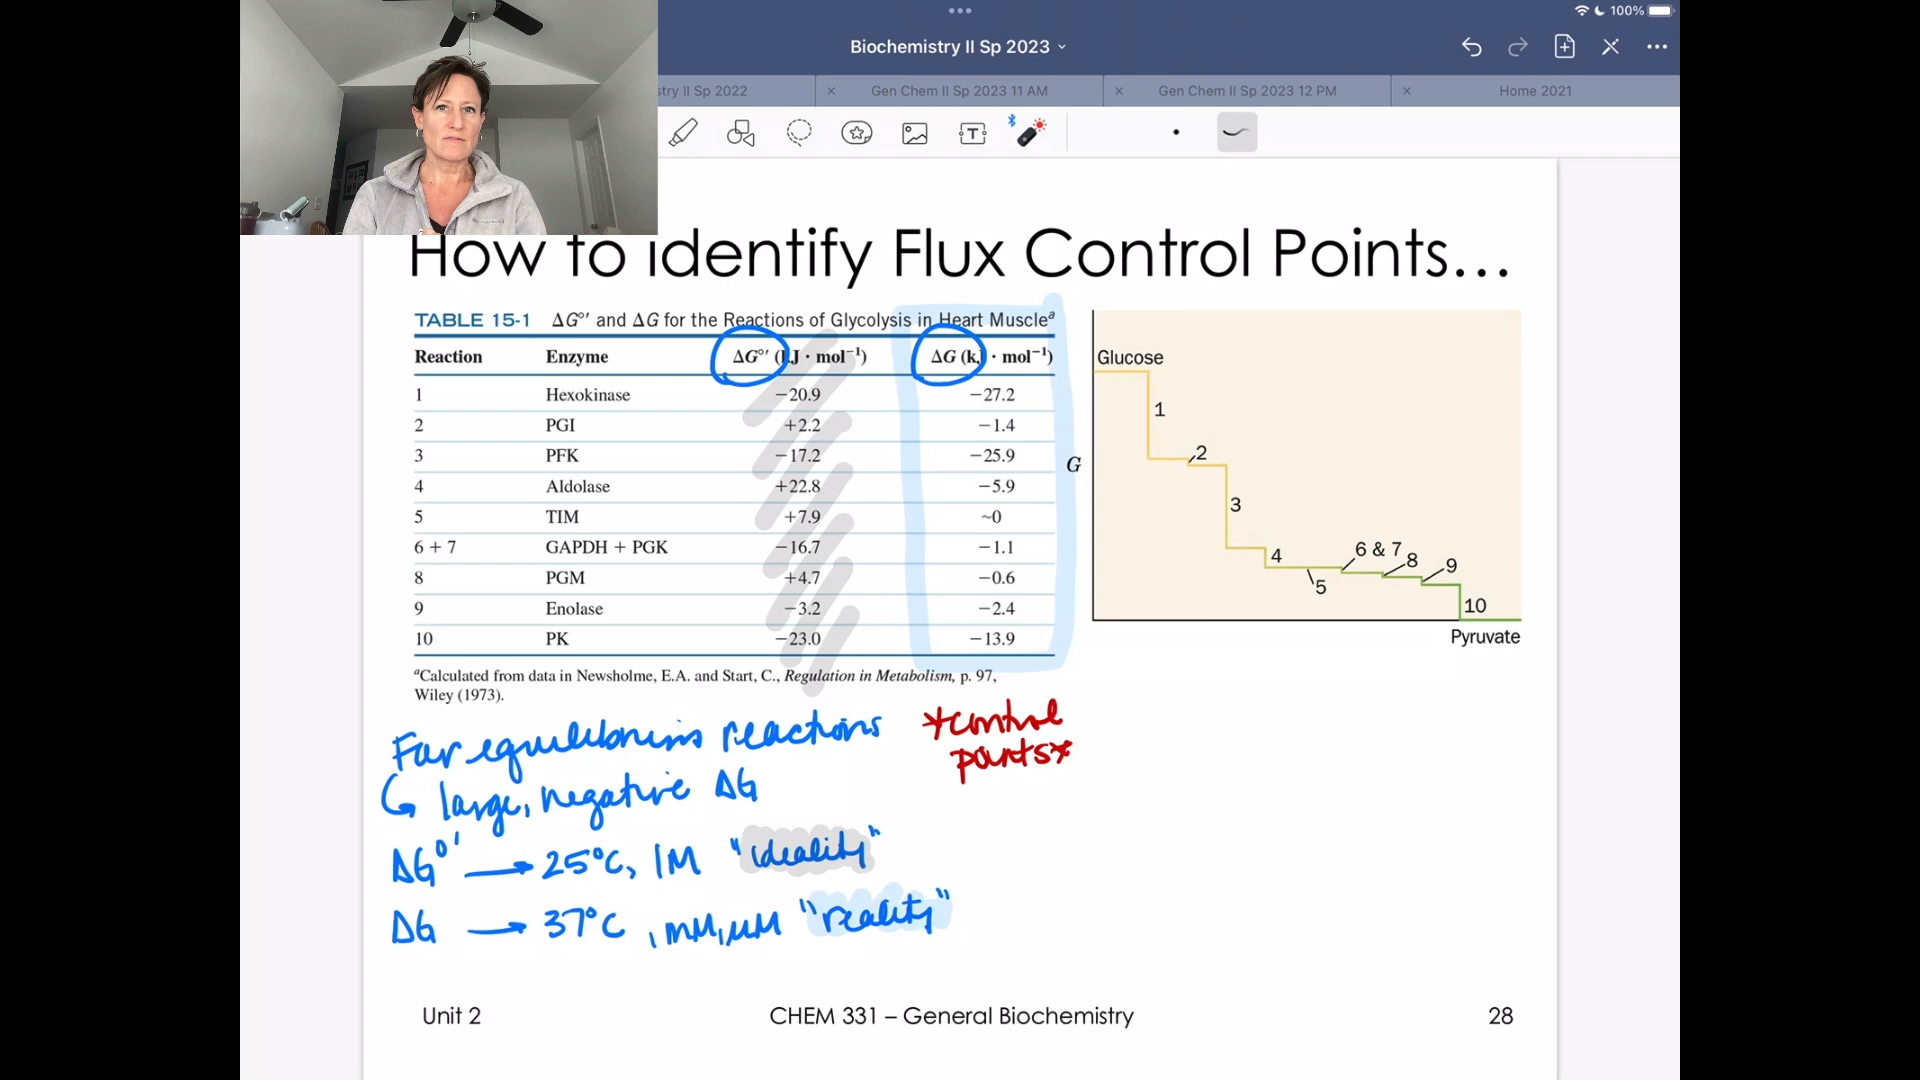 100%
Biochemistry II Sp 2023
stry II Sp 2022
Gen Chem II Sp 2023 11 AM
Gen Chem II Sp 2023 12 PM
Home 2021
How to identify Flux Control Points...
TABLE 15-1 ΔG°′ and ΔG for the Reactions of Glycolysis in Heart Muscleᵃ
Reaction Enzyme ΔG°′ (kJ · mol⁻¹) ΔG (kJ · mol⁻¹)
1 Hexokinase −20.9 −27.2
2 PGI +2.2 −1.4
3 PFK −17.2 −25.9
4 Aldolase +22.8 −5.9
5 TIM +7.9 ~0
6 + 7 GAPDH + PGK −16.7 −1.1
8 PGM +4.7 −0.6
9 Enolase −3.2 −2.4
10 PK −23.0 −13.9
ᵃCalculated from data in Newsholme, E.A. and Start, C., Regulation in Metabolism, p. 97,
Wiley (1973).
Glucose
1
2
G
3
4
5
6 & 7
8
9
10
Pyruvate
Far equilibrium reactions
↳ large, negative ΔG
*control
points*
ΔG°′ → 25°C, 1M "ideality"
ΔG → 37°C, mM, μM "reality"
Unit 2
CHEM 331 – General Biochemistry
28